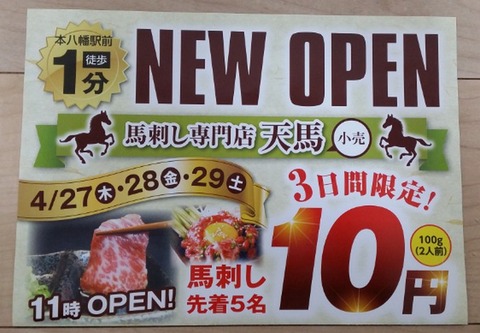 本八幡駅前
徒歩
1分
NEW OPEN
馬刺し専門店 天馬 小売
4/27木・28金・29土
3日間限定!
10円
100g
(2人前)
馬刺し
先着5名
11時 OPEN!